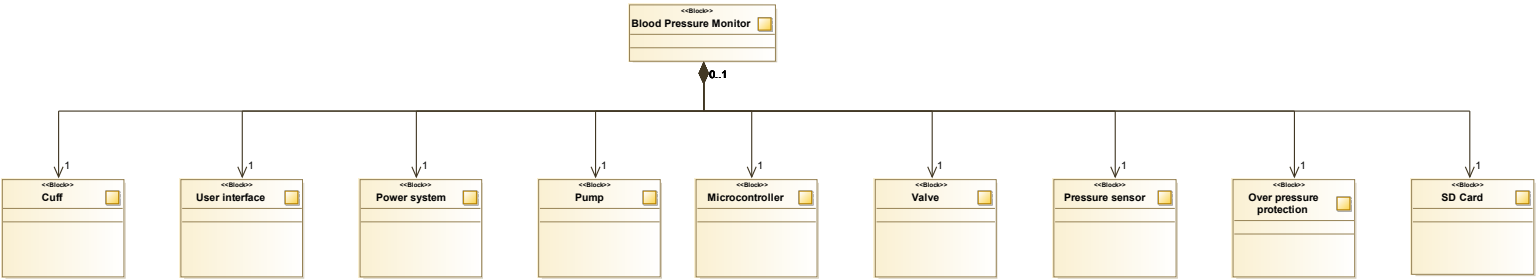 <<Block>>
Blood Pressure Monitor
0..1
1
1
1
1
1
1
1
1
1
<<Block>>
Cuff
<<Block>>
User interface
<<Block>>
Power system
<<Block>>
Pump
<<Block>>
Microcontroller
<<Block>>
Valve
<<Block>>
Pressure sensor
<<Block>>
Over pressure
protection
<<Block>>
SD Card